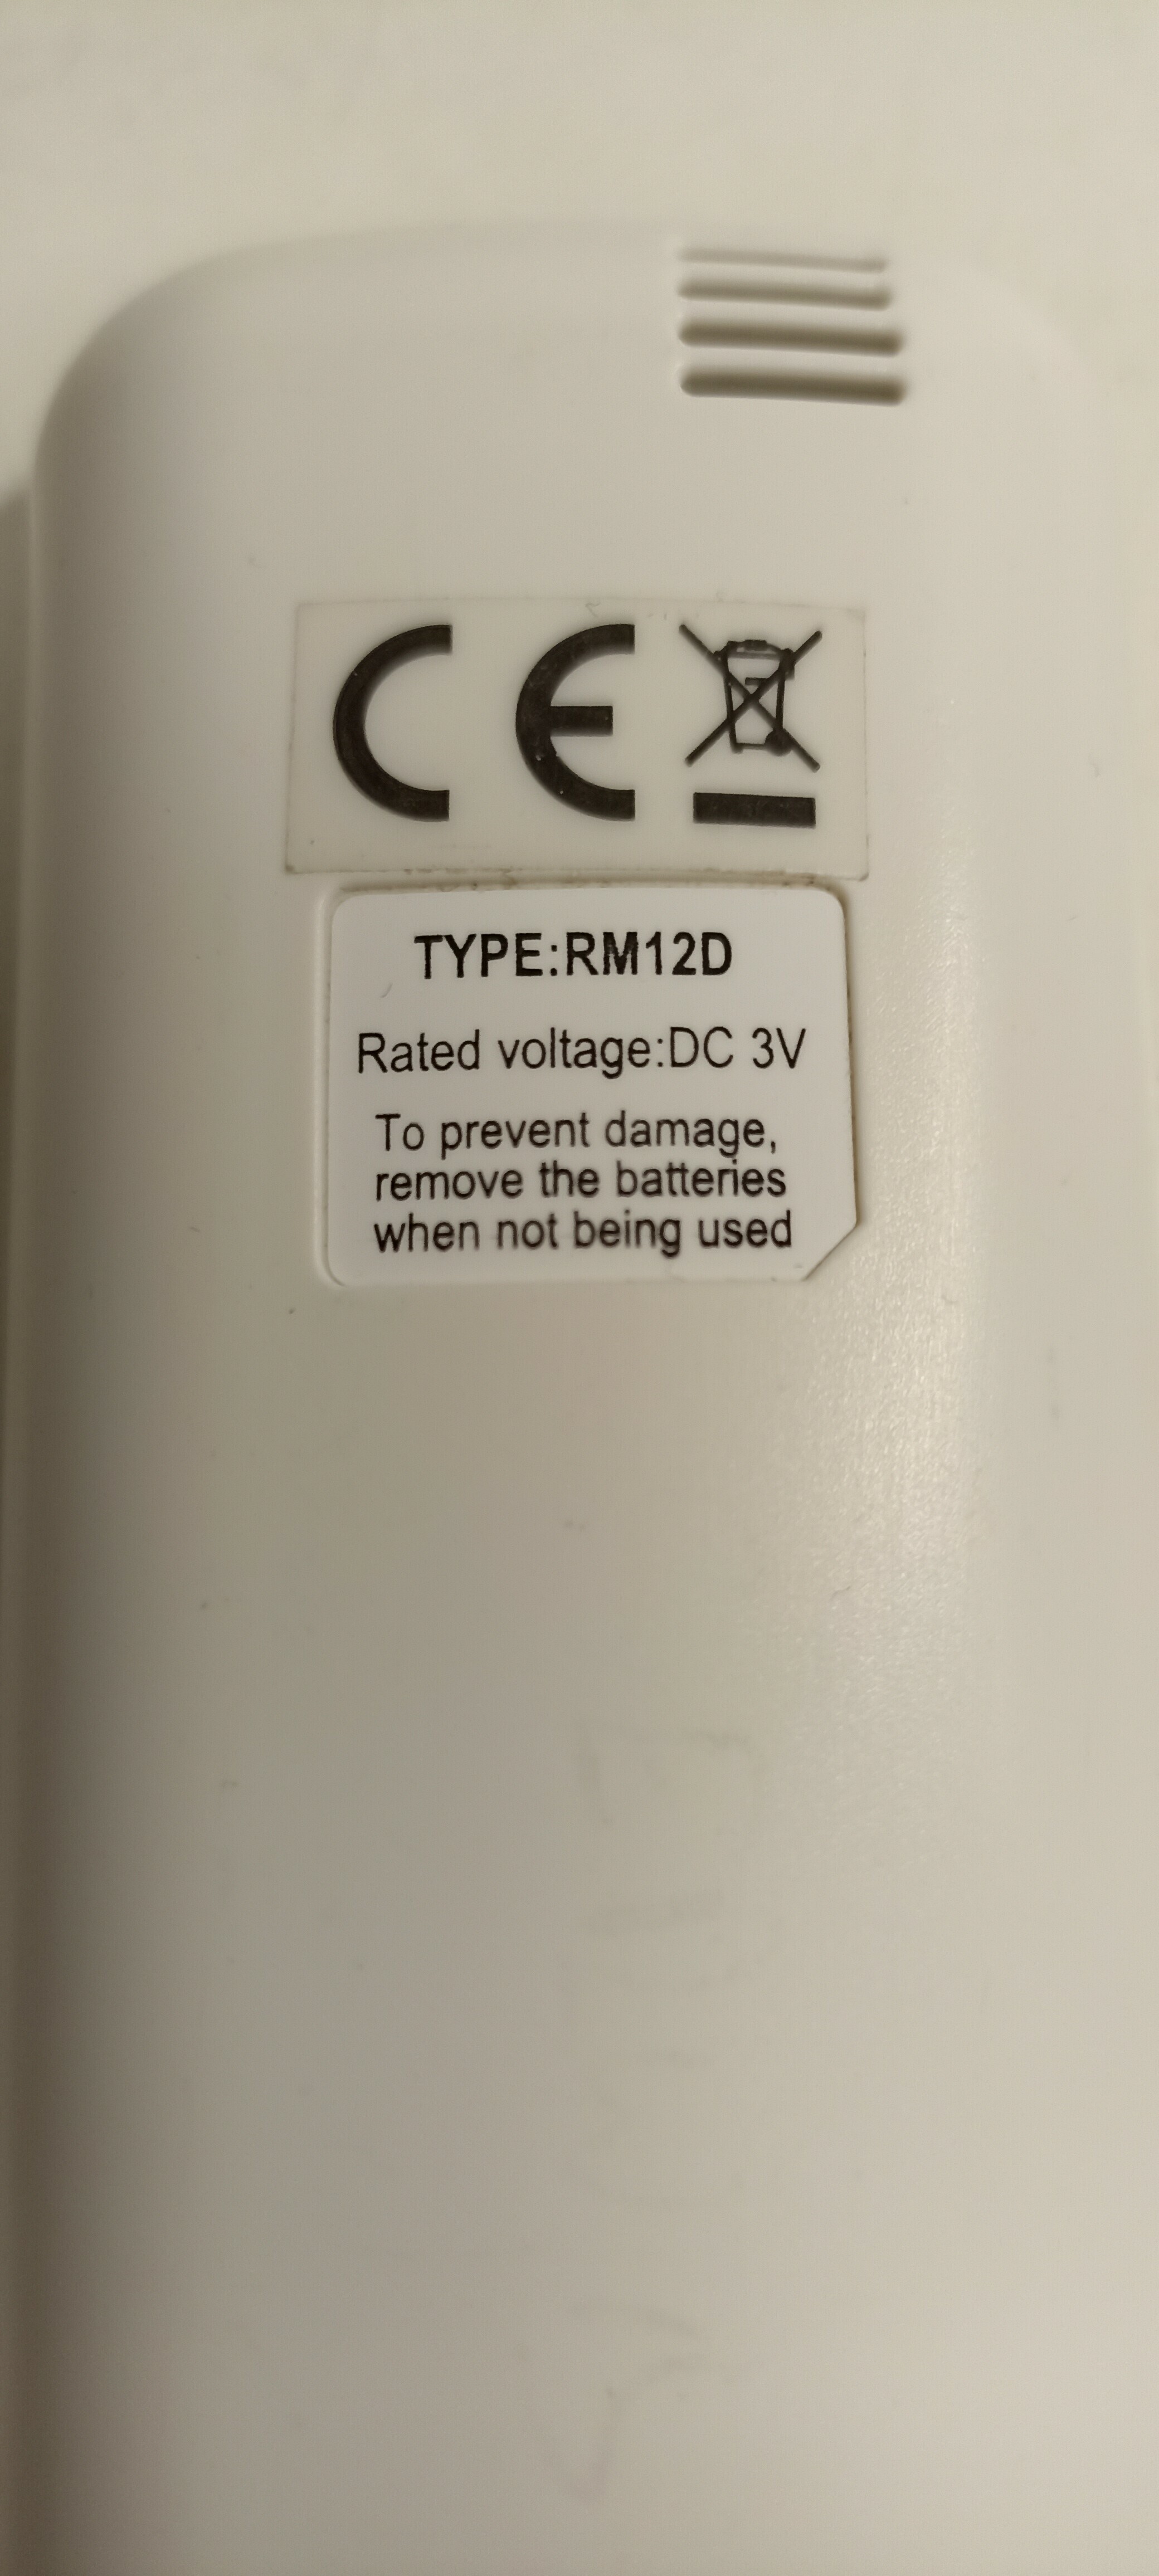 CE
TYPE:RM12D
Rated voltage:DC 3V
To prevent damage,
remove the batteries
when not being used